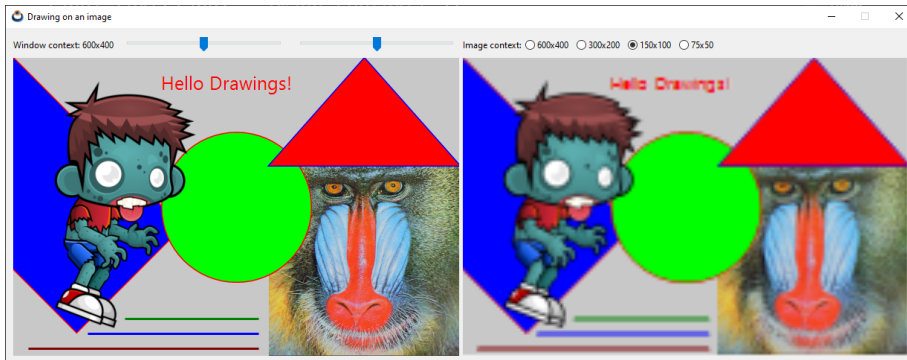 Drawing on an image
Window context: 600x400
Image context: 600x400 300x200 150x100 75x50
Hello Drawings!
Hello Drawings!